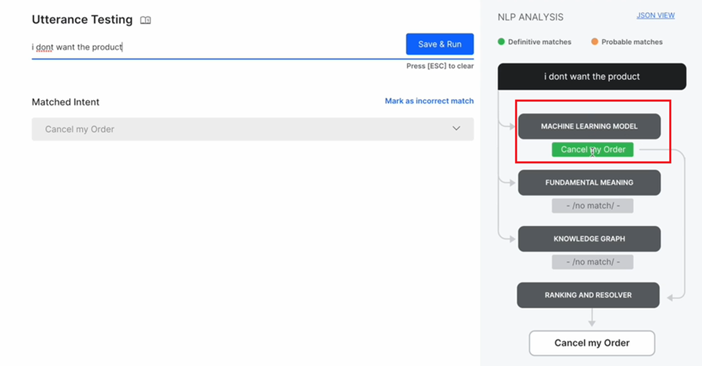 Utterance Testing
i dont want the product
Save & Run
Press [ESC] to clear
Matched Intent
Mark as incorrect match
Cancel my Order
NLP ANALYSIS
JSON VIEW
Definitive matches
Probable matches
i dont want the product
MACHINE LEARNING MODEL
Cancel my Order
FUNDAMENTAL MEANING
- /no match/ -
KNOWLEDGE GRAPH
- /no match/ -
RANKING AND RESOLVER
Cancel my Order